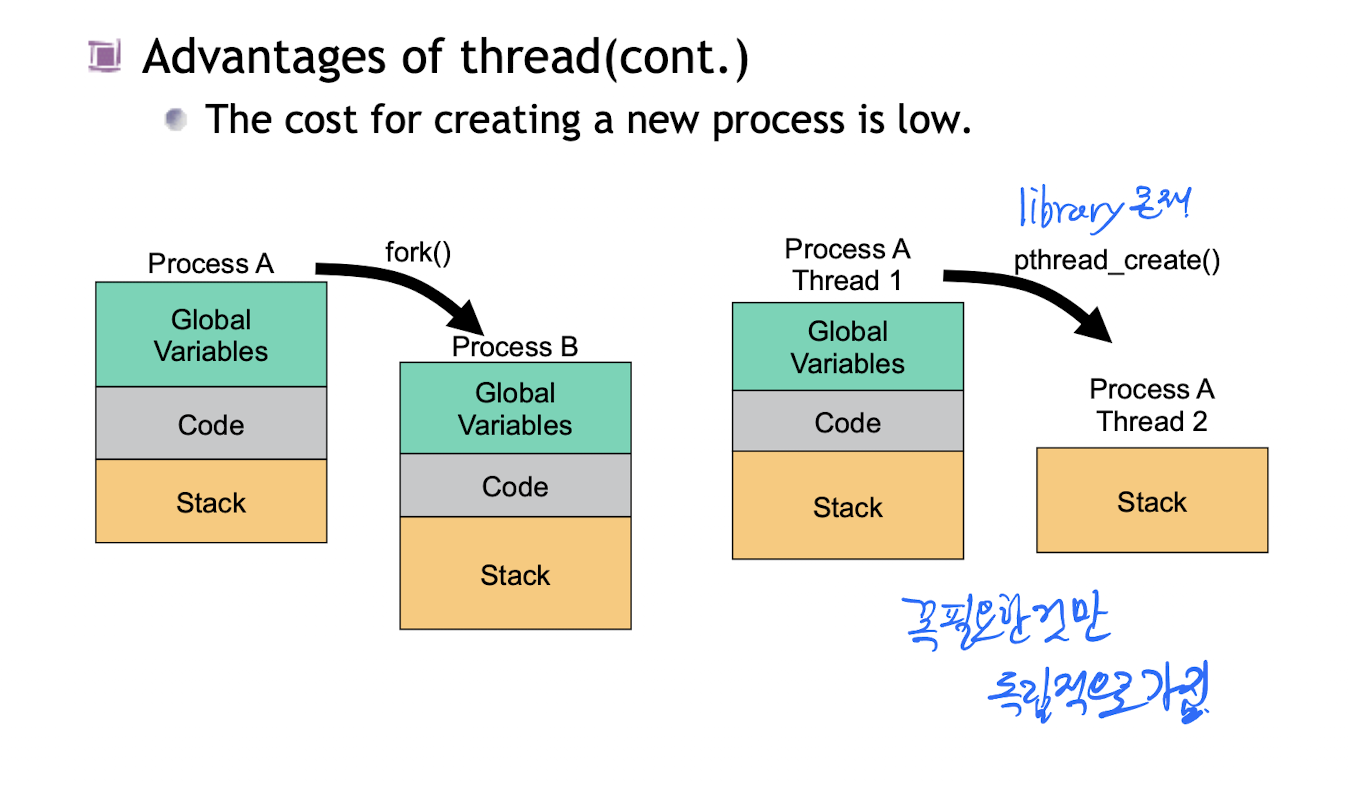 Advantages of thread(cont.)
The cost for creating a new process is low.
library 존재
Process A
fork()
Process B
Global
Variables
Code
Stack
Global
Variables
Code
Stack
Process A
Thread 1
pthread_create()
Global
Variables
Code
Stack
Process A
Thread 2
Stack
꼭필요한것만
독립적으로가짐.